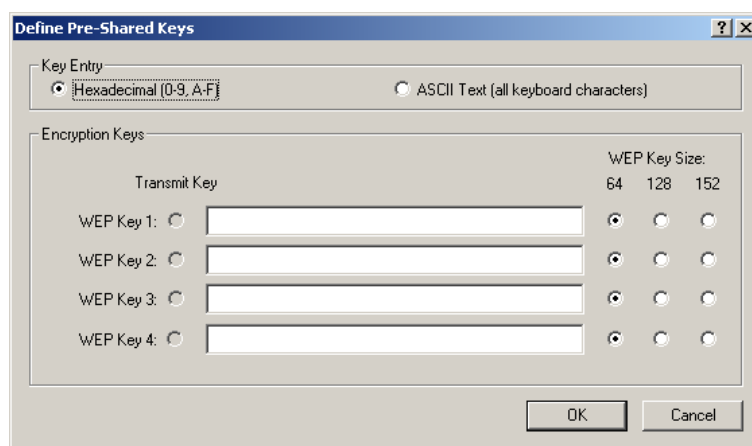 Define Pre-Shared Keys
Key Entry
Hexadecimal (0-9, A-F) ASCII Text (all keyboard characters)
Encryption Keys
WEP Key Size:
Transmit Key 64 128 152
WEP Key 1:
WEP Key 2:
WEP Key 3:
WEP Key 4:
OK Cancel